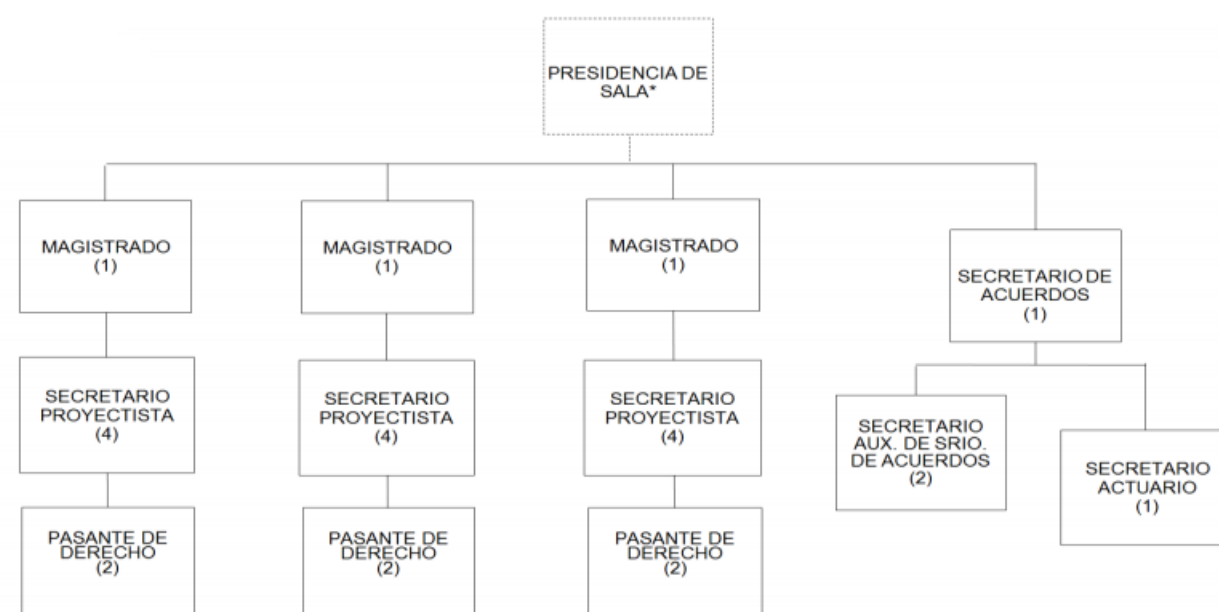 PRESIDENCIA DE
SALA*
MAGISTRADO
(1)
MAGISTRADO
(1)
MAGISTRADO
(1)
SECRETARIO DE
ACUERDOS
(1)
SECRETARIO
PROYECTISTA
(4)
SECRETARIO
PROYECTISTA
(4)
SECRETARIO
PROYECTISTA
(4)
SECRETARIO
AUX. DE SRIO.
DE ACUERDOS
(2)
SECRETARIO
ACTUARIO
(1)
PASANTE DE
DERECHO
(2)
PASANTE DE
DERECHO
(2)
PASANTE DE
DERECHO
(2)